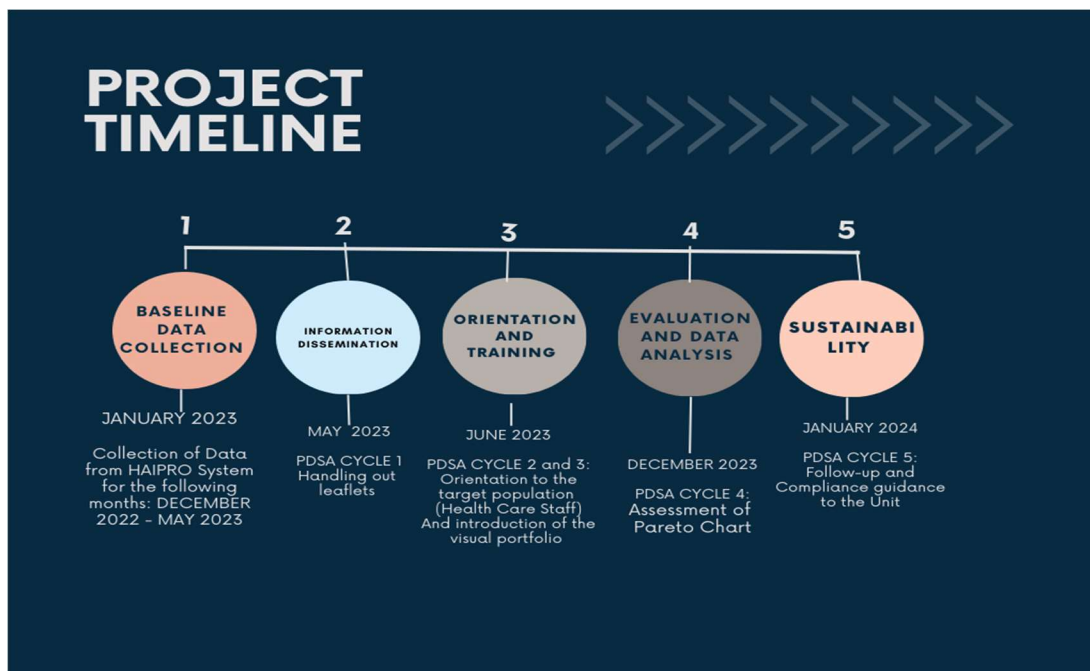 PROJECT
TIMELINE
1
2
3
4
5
BASELINE
DATA
COLLECTION
INFORMATION
DISSEMINATION
ORIENTATION
AND
TRAINING
EVALUATION
AND DATA
ANALYSIS
SUSTAINABI
LITY
JANUARY 2023
Collection of Data
from HAIPRO System
for the following
months: DECEMBER
2022 - MAY 2023
MAY 2023
PDSA CYCLE 1
Handling out
leaflets
JUNE 2023
PDSA CYCLE 2 and 3:
Orientation to the
target population
(Health Care Staff)
And introduction of the
visual portfolio
DECEMBER 2023
PDSA CYCLE 4:
Assessment of
Pareto Chart
JANUARY 2024
PDSA CYCLE 5:
Follow-up and
Compliance guidance
to the Unit